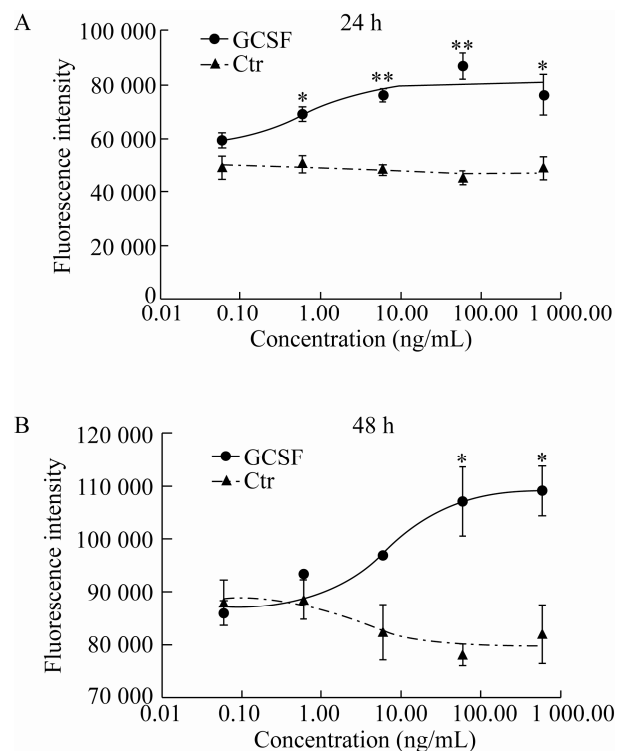 A
24 h
GCSF
Ctr
Fluorescence intensity
100 000
80 000
60 000
40 000
20 000
0
* ** ** *
0.01 0.10 1.00 10.00 100.00 1 000.00
Concentration (ng/mL)
B
48 h
GCSF
Ctr
Fluorescence intensity
120 000
110 000
100 000
90 000
80 000
70 000
* *
0.01 0.10 1.00 10.00 100.00 1 000.00
Concentration (ng/mL)